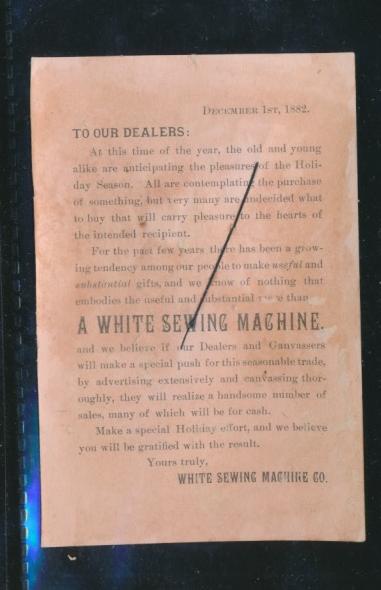 DECEMBER 1ST, 1882.
TO OUR DEALERS:
At this time of the year, the old and young
alike are anticipating the pleasures of the Holi-
day Season. All are contemplating the purchase
of something, but very many are undecided what
to buy that will carry pleasure to the hearts of
the intended recipient.
For the past few years there has been a grow-
ing tendency among our people to make useful and
substantial gifts, and we know of nothing that
embodies the useful and substantial more than
A WHITE SEWING MACHINE.
and we believe if our Dealers and Canvassers
will make a special push for this seasonable trade,
by advertising extensively and canvassing thor-
oughly, they will realize a handsome number of
sales, many of which will be for cash.
Make a special Holiday effort, and we believe
you will be gratified with the result.
Yours truly,
WHITE SEWING MACHINE CO.